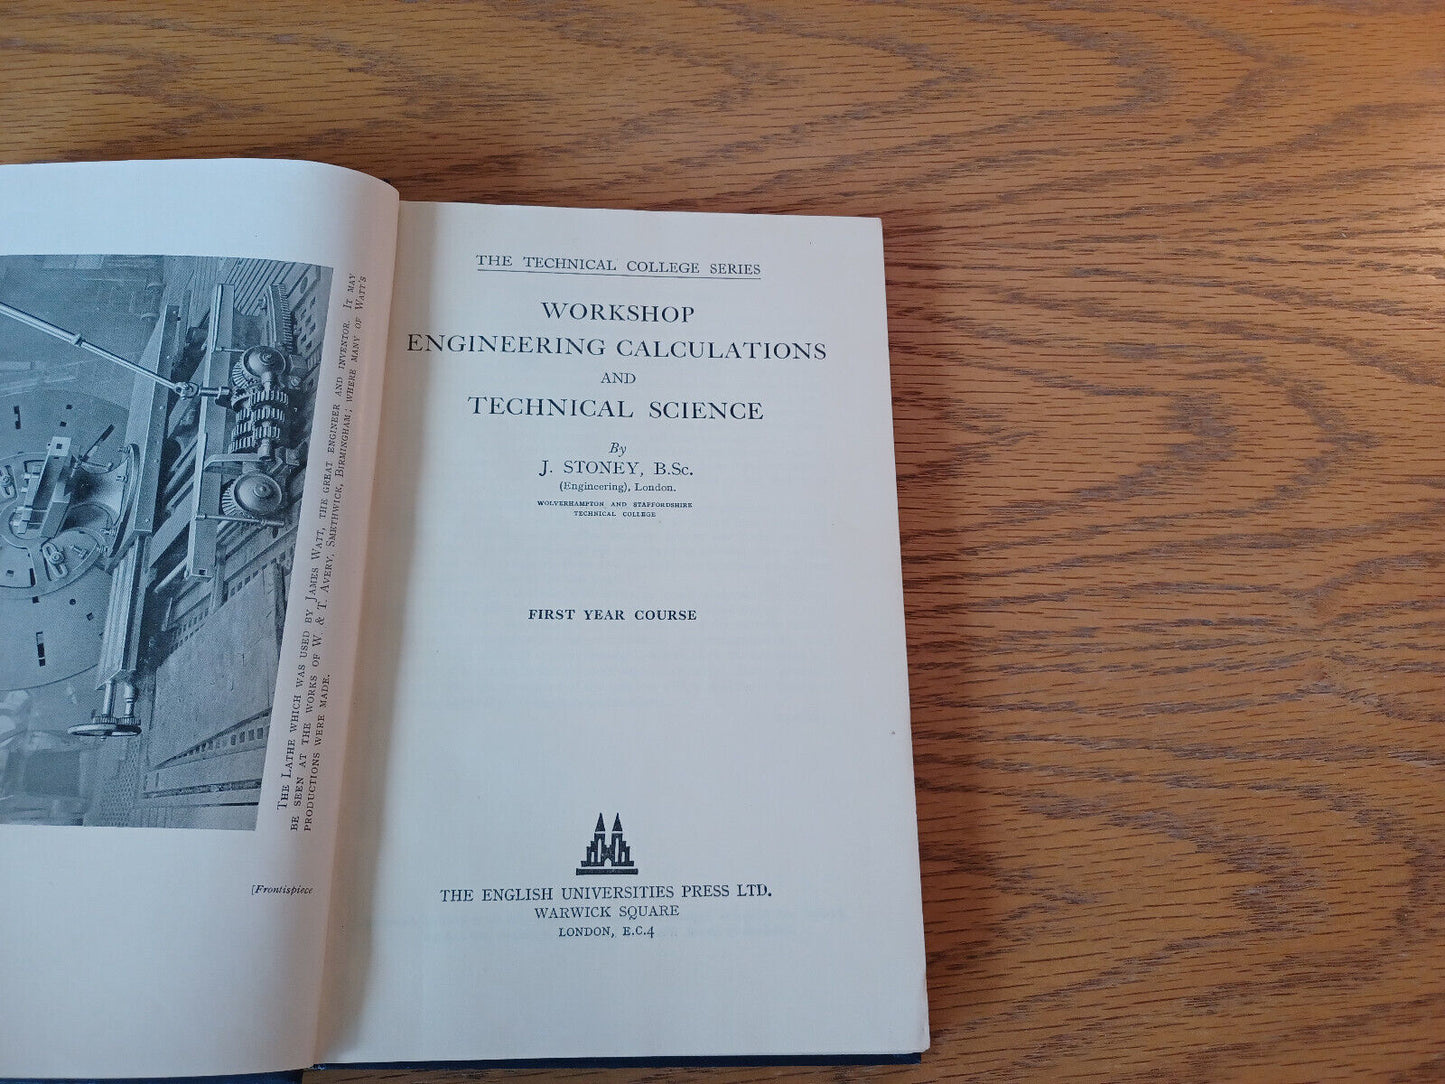 THE LATHE WHICH WAS USED BY JAMES WATT, THE GREAT ENGINEER AND INVENTOR. IT MAY
BE SEEN AT THE WORKS OF W. & T. AVERY, SMETHWICK, BIRMINGHAM; WHERE MANY OF WATT'S
PRODUCTIONS WERE MADE.
[Frontispiece
THE TECHNICAL COLLEGE SERIES
WORKSHOP
ENGINEERING CALCULATIONS
AND
TECHNICAL SCIENCE
By
J. STONEY, B.Sc.
(Engineering), London.
WOLVERHAMPTON AND STAFFORDSHIRE
TECHNICAL COLLEGE
FIRST YEAR COURSE
THE ENGLISH UNIVERSITIES PRESS LTD.
WARWICK SQUARE
LONDON, E.C.4